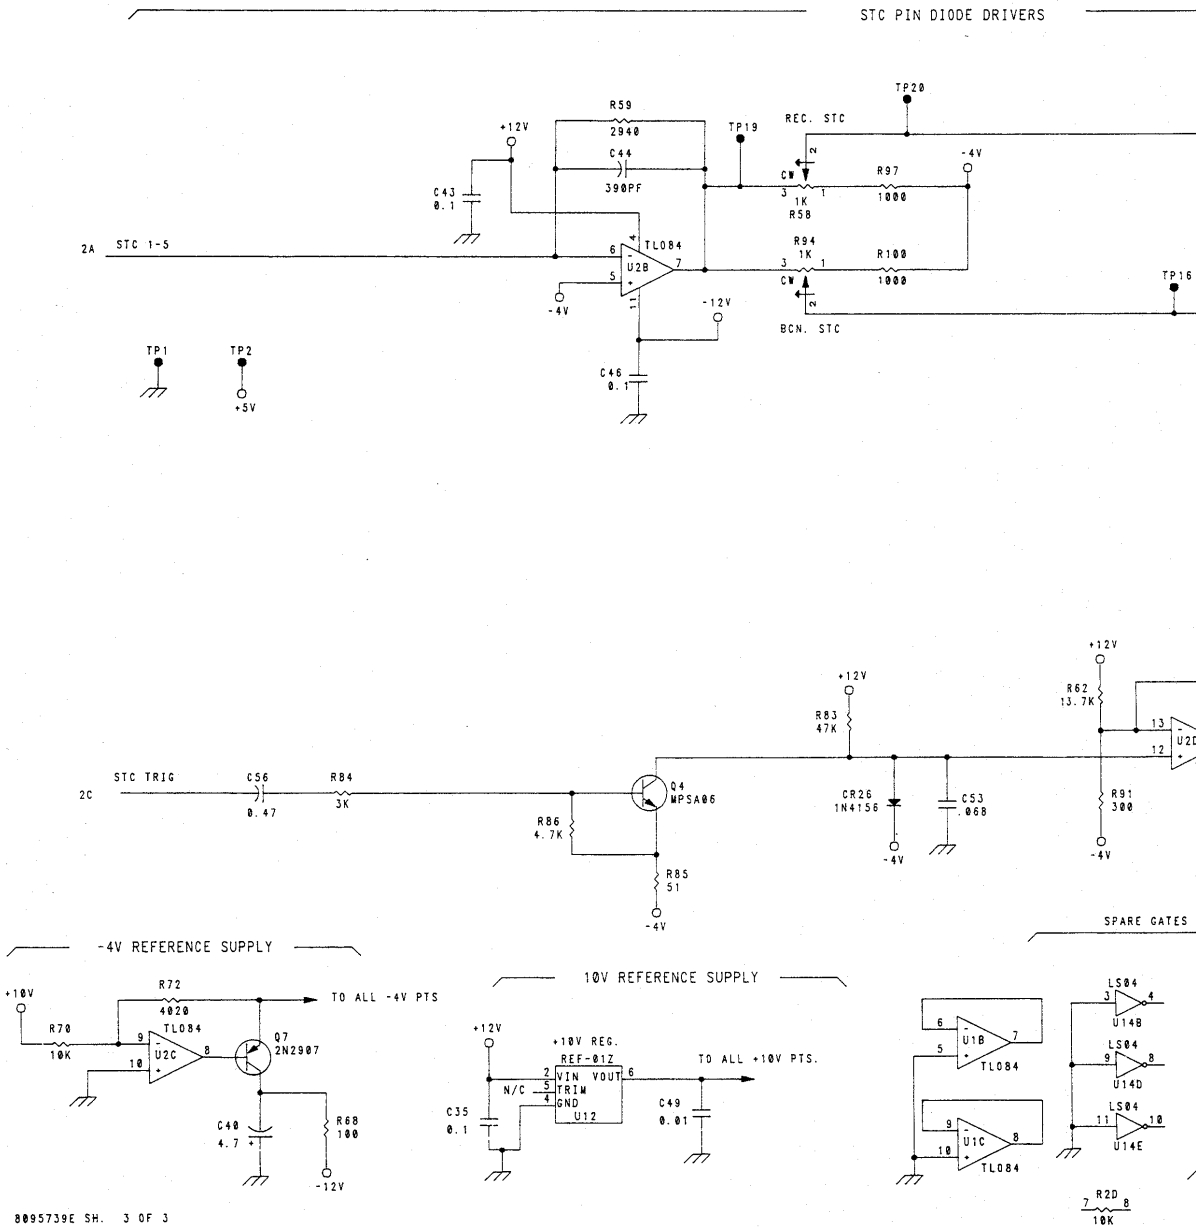 STC PIN DIODE DRIVERS
TP20
R59
2940
+12V
TP19
REC. STC
2
-4V
C44
390PF
C43
0.1
CW
3
1
1K
R58
R97
1000
2A
STC 1-5
4
TL084
6
-
U2B
7
5
+
11
-4V
-12V
R94
1K
3
1
CW
2
R100
1000
BCN. STC
TP16
TP1
TP2
+5V
C46
0.1
+12V
R62
13.7K
+12V
R83
47K
13
-
U2D
12
+
STC TRIG
2C
C56
0.47
R84
3K
Q4
MPSA06
R86
4.7K
CR26
1N4156
-4V
C53
.068
R91
300
-4V
R85
51
-4V
SPARE GATES
-4V REFERENCE SUPPLY
10V REFERENCE SUPPLY
+10V
R72
4020
TO ALL -4V PTS
R70
10K
TL084
9
-
U2C
8
10
+
Q7
2N2907
C40
4.7
+
R68
100
-12V
+12V
+10V REG.
REF-01Z
TO ALL +10V PTS.
2
VIN
VOUT
6
N/C
5
TRIM
4
GND
U12
C35
0.1
C49
0.01
6
-
U1B
7
5
+
TL084
9
-
U1C
8
10
+
TL084
LS04
3
4
U14B
LS04
9
8
U14D
LS04
11
10
U14E
R2D
7
8
10K
8095739E SH. 3 OF 3